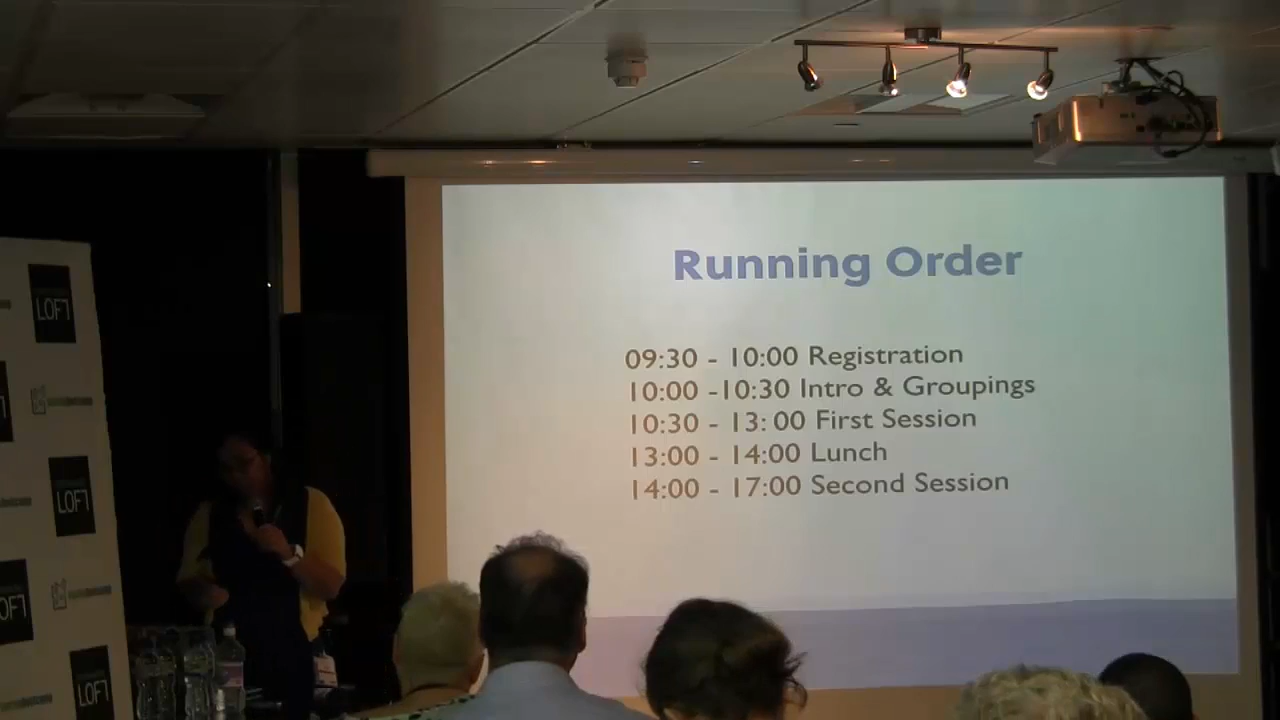 Running Order
09:30 - 10:00 Registration
10:00 -10:30 Intro & Groupings
10:30 - 13: 00 First Session
13:00 - 14:00 Lunch
14:00 - 17:00 Second Session
LOFT
LOFT
OFT
LOFT